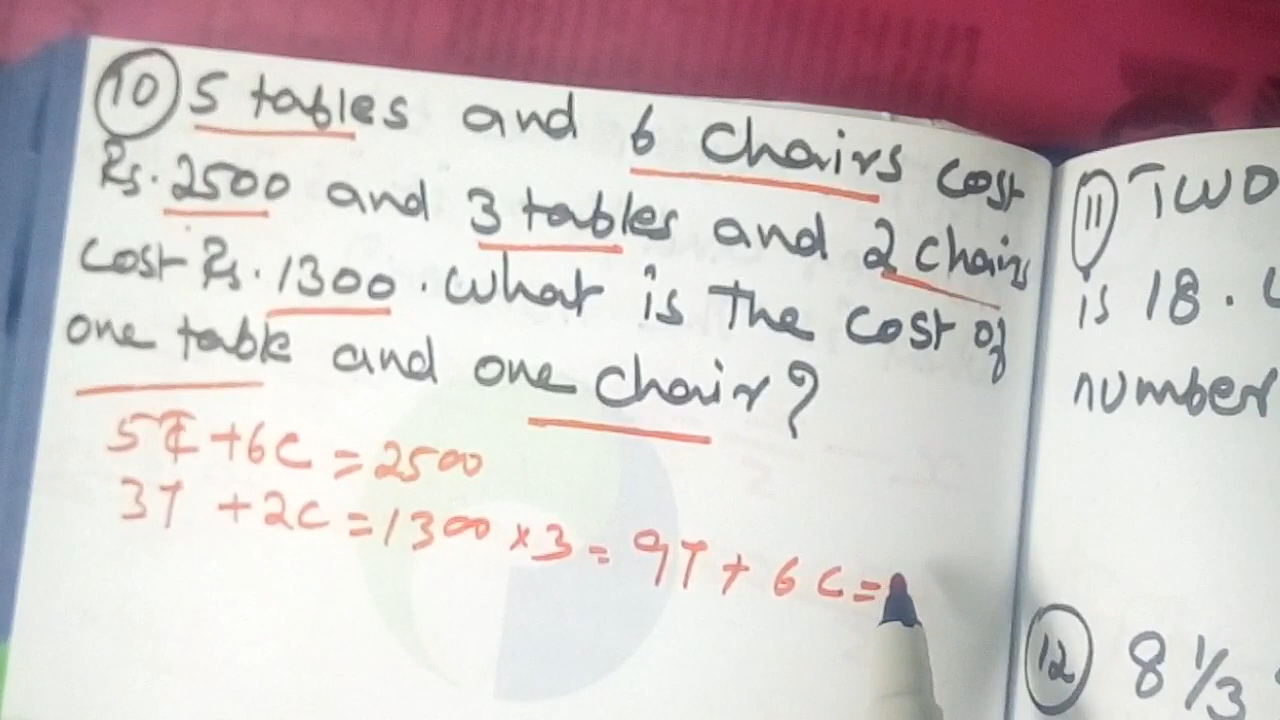 10 5 tables and 6 Chairs cost
Rs. 2500 and 3 tables and 2 chairs
cost Rs. 1300. What is the cost of
one table and one chair?
5T + 6C = 2500
3T + 2C = 1300 × 3 = 9T + 6C =
11 TWO
is 18.
number
12 8 1/3